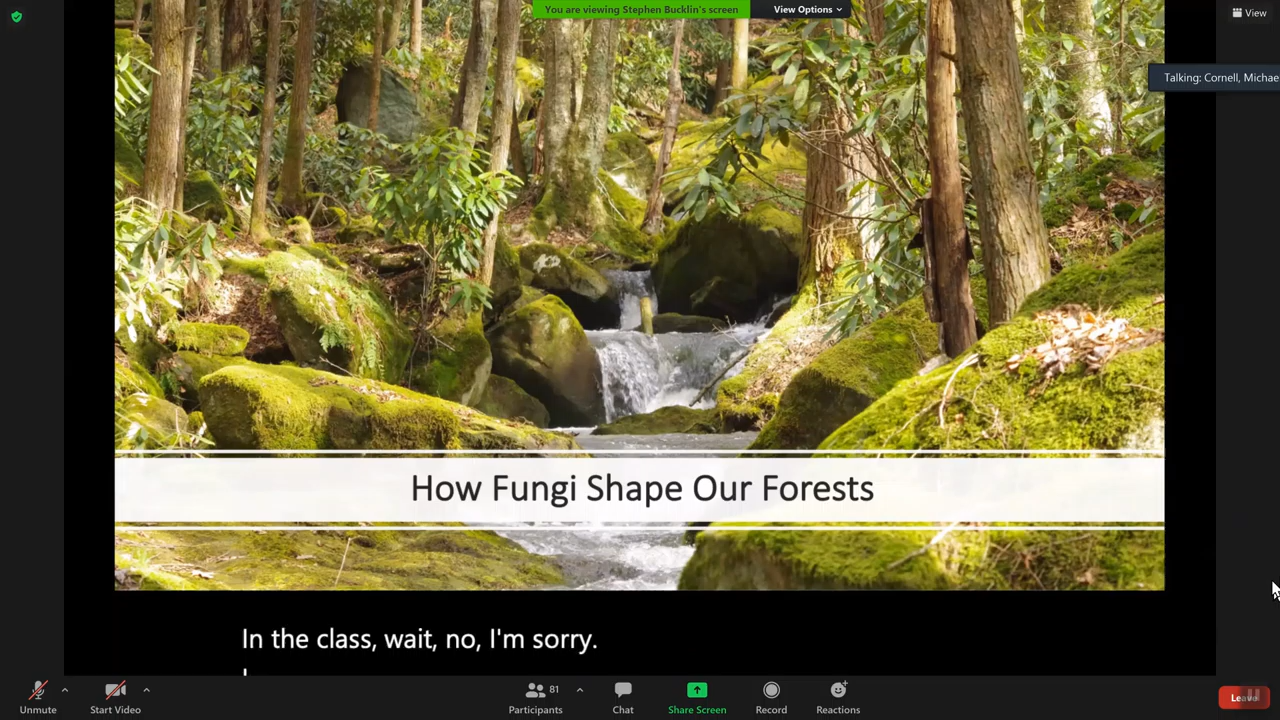 You are viewing Stephen Bucklin's screen
View Options
View
Talking: Cornell, Michae
How Fungi Shape Our Forests
In the class, wait, no, I'm sorry.
Unmute
Start Video
81
Participants
Chat
Share Screen
Record
Reactions
Leave